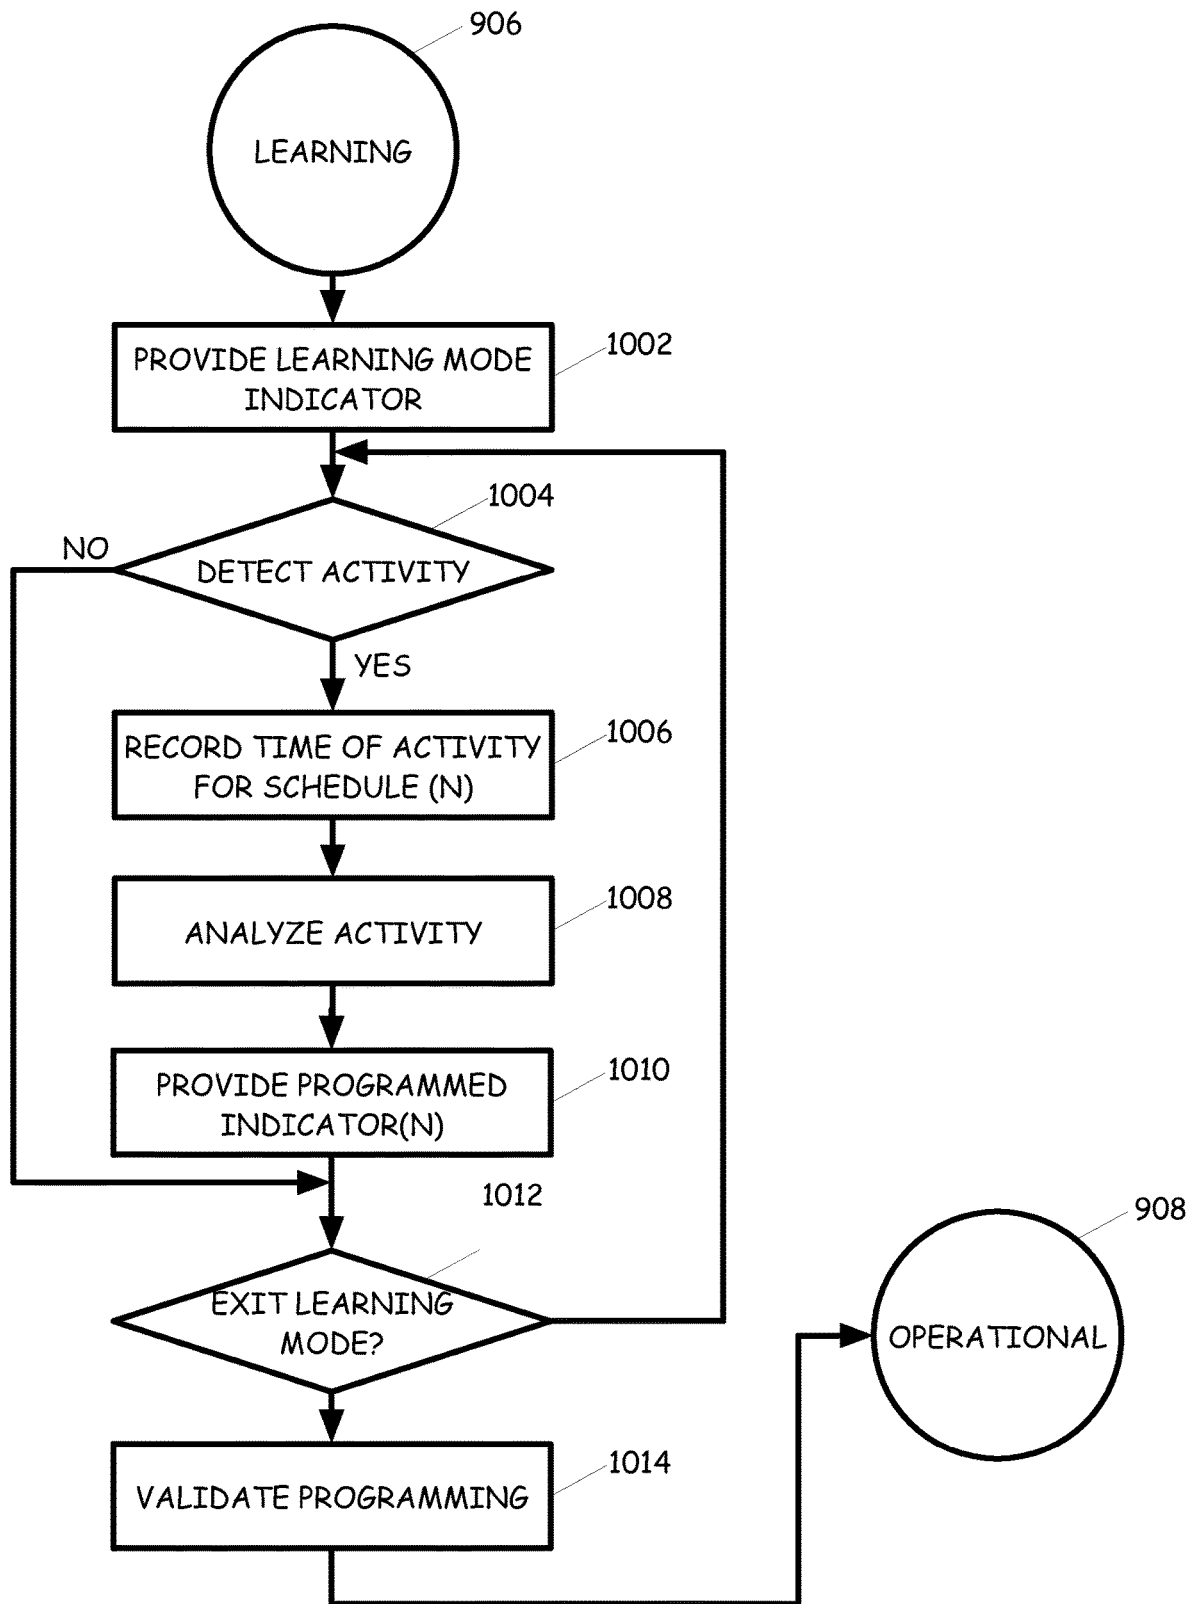 906
LEARNING
1002
PROVIDE LEARNING MODE
INDICATOR
1004
NO
DETECT ACTIVITY
YES
1006
RECORD TIME OF ACTIVITY
FOR SCHEDULE (N)
1008
ANALYZE ACTIVITY
1010
PROVIDE PROGRAMMED
INDICATOR(N)
1012
908
EXIT LEARNING
MODE?
OPERATIONAL
1014
VALIDATE PROGRAMMING